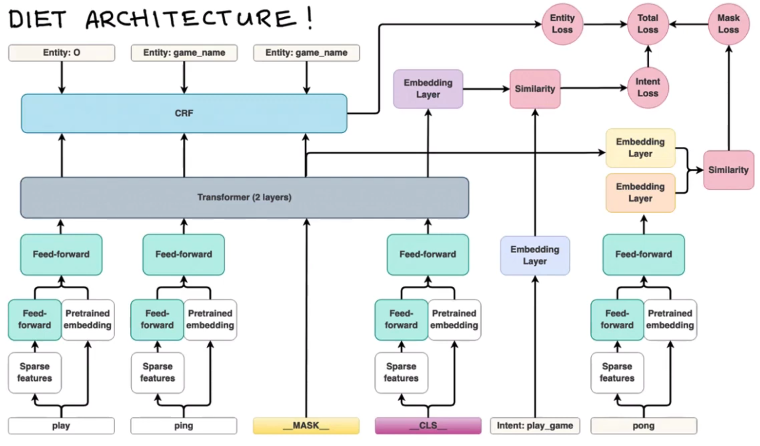 DIET ARCHITECTURE!
Entity
Loss
Total
Loss
Mask
Loss
Entity: O
Entity: game_name
Entity: game_name
Embedding
Layer
Similarity
Intent
Loss
CRF
Embedding
Layer
Similarity
Embedding
Layer
Transformer (2 layers)
Feed-forward
Feed-forward
Feed-forward
Embedding
Layer
Feed-forward
Feed-
forward
Pretrained
embedding
Feed-
forward
Pretrained
embedding
Feed-
forward
Pretrained
embedding
Feed-
forward
Pretrained
embedding
Sparse
features
Sparse
features
Sparse
features
Sparse
features
play
ping
__MASK__
__CLS__
Intent: play_game
pong